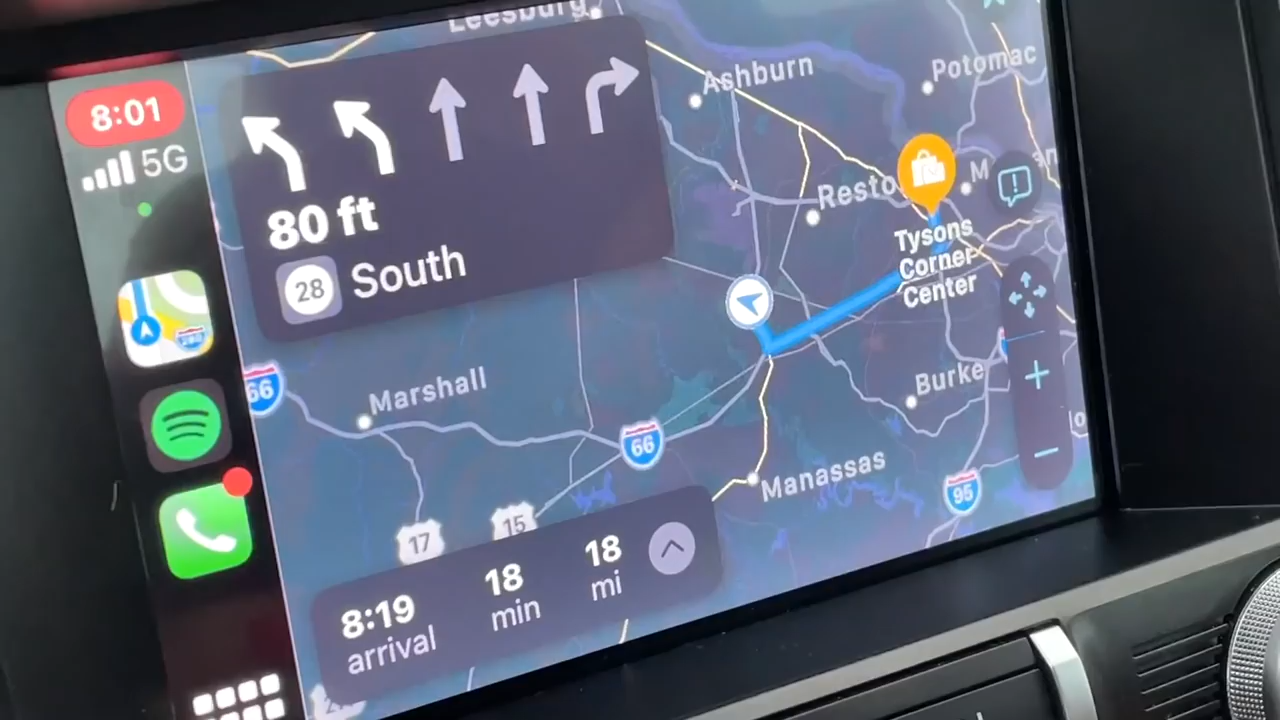 8:01
5G
80 ft
28 South
8:19
arrival
18
min
18
mi
Leesburg
Ashburn
Potomac
Tysons
Corner
Center
Marshall
Burke
Manassas
66
66
17
15
95